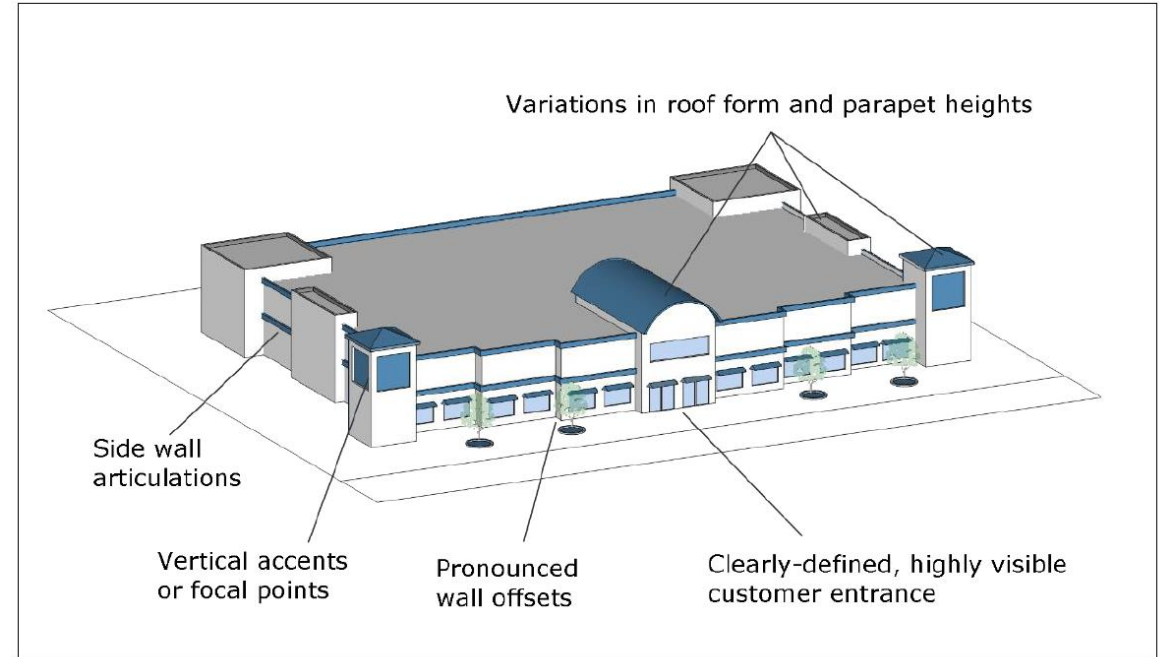 Variations in roof form and parapet heights
Side wall
articulations
Vertical accents
or focal points
Pronounced
wall offsets
Clearly-defined, highly visible
customer entrance